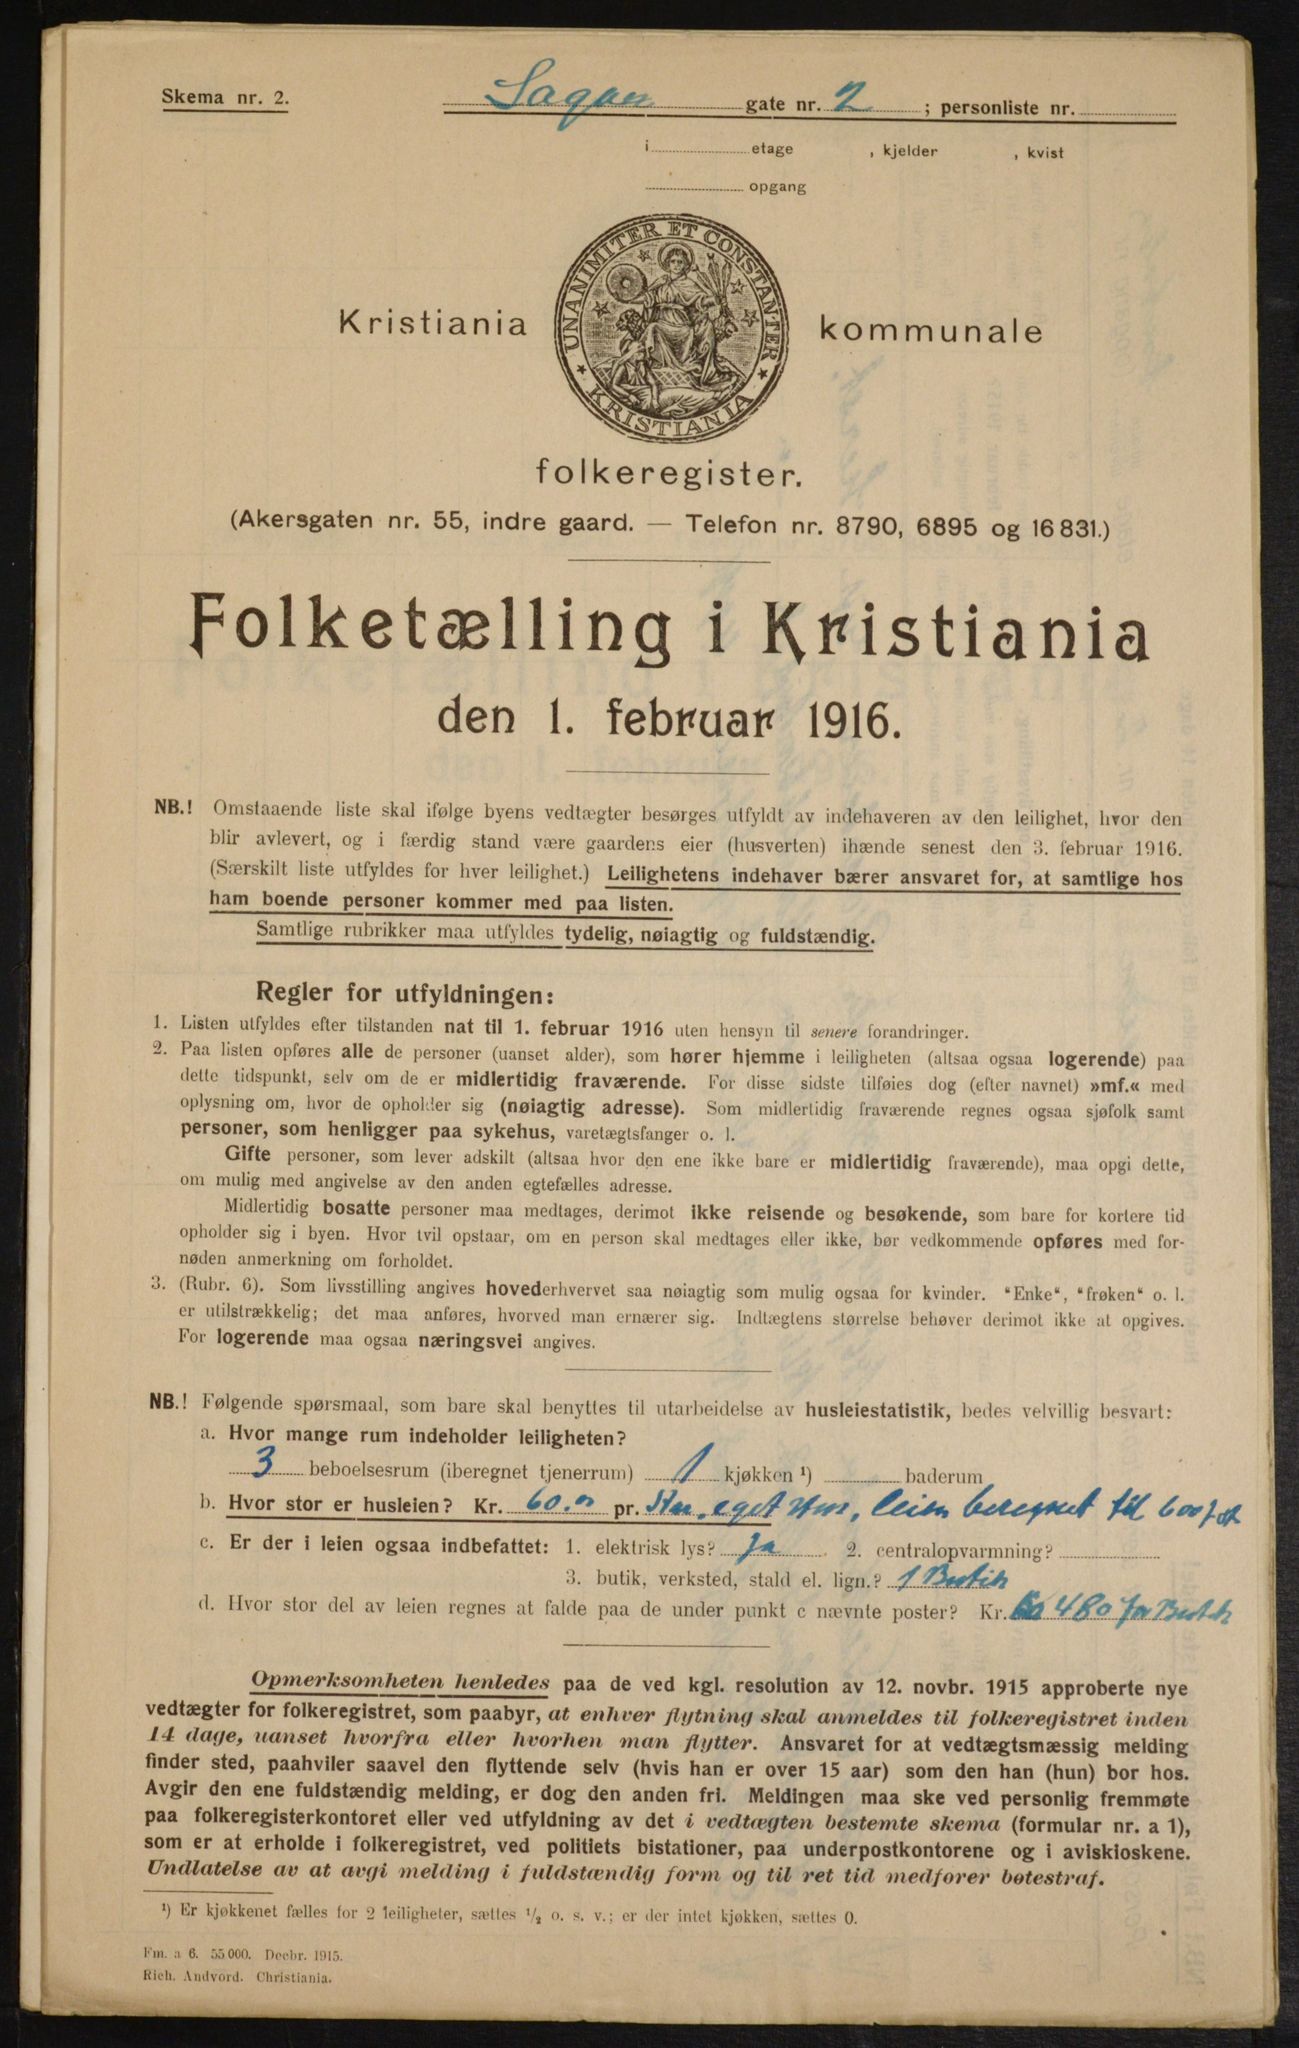 Skema nr. 2.
gate nr. 2 ; personliste nr.
i etage , kjelder , kvist
opgang
UNANIMITER ET CONSTANTER
KRISTIANIA
Kristiania kommunale
folkeregister.
(Akersgaten nr. 55, indre gaard. — Telefon nr. 8790, 6895 og 16831.)
Folketælling i Kristiania
den 1. februar 1916.
NB.! Omstaaende liste skal ifølge byens vedtægter besørges utfyldt av indehaveren av den leilighet, hvor den
blir avlevert, og i færdig stand være gaardens eier (husverten) ihænde senest den 3. februar 1916.
(Særskilt liste utfyldes for hver leilighet.) Leilighetens indehaver bærer ansvaret for, at samtlige hos
ham boende personer kommer med paa listen.
Samtlige rubrikker maa utfyldes tydelig, nøiagtig og fuldstændig.
Regler for utfyldningen:
1. Listen utfyldes efter tilstanden nat til 1. februar 1916 uten hensyn til senere forandringer.
2. Paa listen opføres alle de personer (uanset alder), som hører hjemme i leiligheten (altsaa ogsaa logerende) paa
dette tidspunkt, selv om de er midlertidig fraværende. For disse sidste tilføies dog (efter navnet) »mf.« med
oplysning om, hvor de opholder sig (nøiagtig adresse). Som midlertidig fraværende regnes ogsaa sjøfolk samt
personer, som henligger paa sykehus, varetægtsfanger o. l.
Gifte personer, som lever adskilt (altsaa hvor den ene ikke bare er midlertidig fraværende), maa opgi dette,
om mulig med angivelse av den anden egtefælles adresse.
Midlertidig bosatte personer maa medtages, derimot ikke reisende og besøkende, som bare for kortere tid
opholder sig i byen. Hvor tvil opstaar, om en person skal medtages eller ikke, bør vedkommende opføres med for-
nøden anmerkning om forholdet.
3. (Rubr. 6). Som livsstilling angives hovederhvervet saa nøiagtig som mulig ogsaa for kvinder. "Enke", "frøken" o. l.
er utilstrækkelig; det maa anføres, hvorved man ernærer sig. Indtægtens størrelse behøver derimot ikke at opgives.
For logerende maa ogsaa næringsvei angives.
NB.! Følgende spørsmaal, som bare skal benyttes til utarbeidelse av husleiestatistik, bedes velvillig besvart:
a. Hvor mange rum indeholder leiligheten?
3 beboelsesrum (iberegnet tjenerrum) 1 kjøkken ¹) baderum
b. Hvor stor er husleien? Kr. 60.00 pr. eget Hus, leien beregnet til 600
c. Er der i leien ogsaa indbefattet: 1. elektrisk lys? Ja 2. centralopvarmning?
3. butik, verksted, stald el. lign.? 1 Butik
d. Hvor stor del av leien regnes at falde paa de under punkt c nævnte poster? Kr. 480 for Butik
Opmerksomheten henledes paa de ved kgl. resolution av 12. novbr. 1915 approberte nye
vedtægter for folkeregistret, som paabyr, at enhver flytning skal anmeldes til folkeregistret inden
14 dage, uanset hvorfra eller hvorhen man flytter. Ansvaret for at vedtægtsmæssig melding
finder sted, paahviler saavel den flyttende selv (hvis han er over 15 aar) som den han (hun) bor hos.
Avgir den ene fuldstændig melding, er dog den anden fri. Meldingen maa ske ved personlig fremmøte
paa folkeregisterkontoret eller ved utfyldning av det i vedtægten bestemte skema (formular nr. a 1),
som er at erholde i folkeregistret, ved politiets bistationer, paa underpostkontorene og i aviskioskene.
Undlatelse av at avgi melding i fuldstændig form og til ret tid medfører bøtestraf.
¹) Er kjøkkenet fælles for 2 leiligheter, sættes ½ o. s. v.; er der intet kjøkken, sættes 0.
Fm. a 6. 55000. Decbr. 1915.
Rich. Andvord. Christiania.